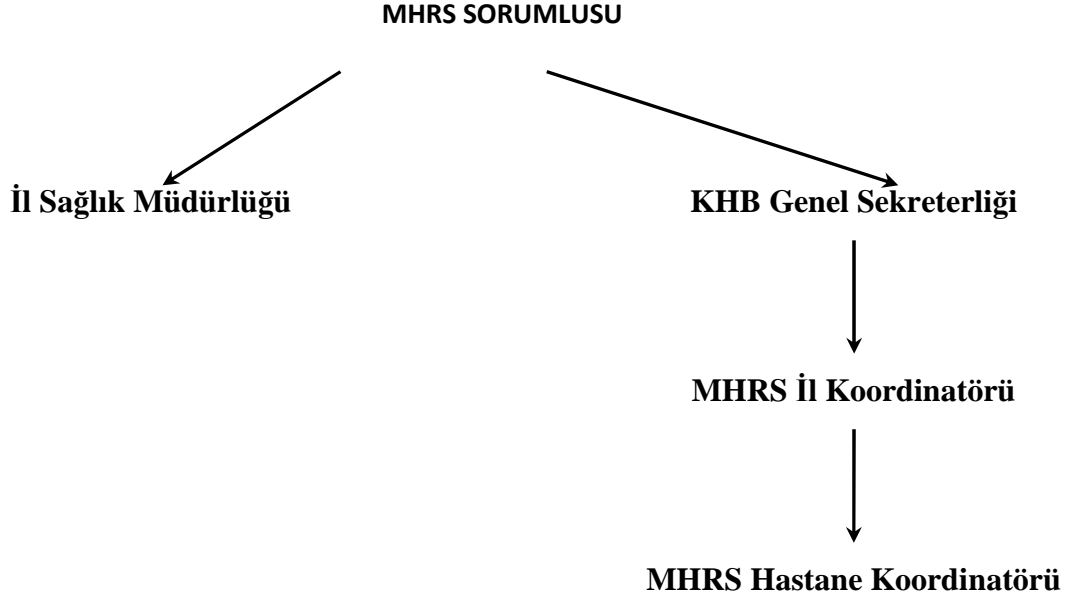 MHRS SORUMLUSU
İl Sağlık Müdürlüğü
KHB Genel Sekreterliği
MHRS İl Koordinatörü
MHRS Hastane Koordinatörü